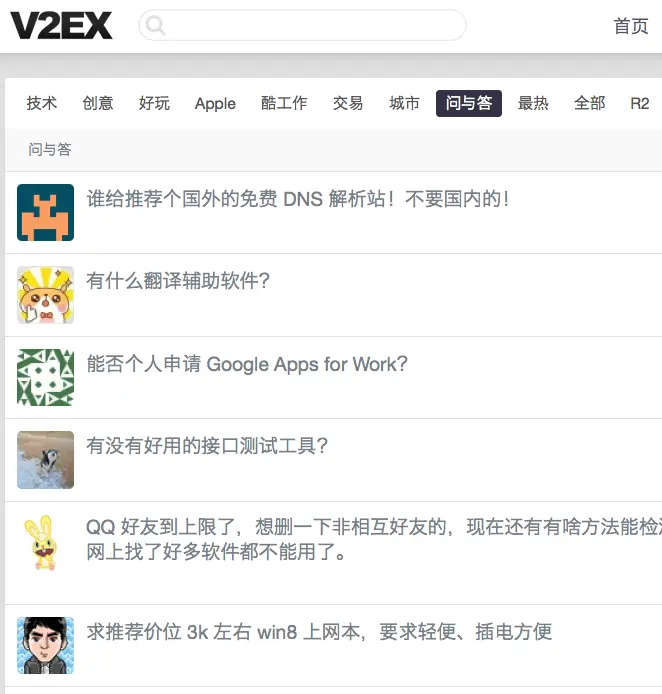 V2EX 首页
技术 创意 好玩 Apple 酷工作 交易 城市 问与答 最热 全部 R2
问与答
谁给推荐个国外的免费 DNS 解析站！不要国内的！
有什么翻译辅助软件？
能否个人申请 Google Apps for Work？
有没有好用的接口测试工具？
QQ 好友到上限了，想删一下非相互好友的，现在还有有啥方法能检
网上找了好多软件都不能用了。
求推荐价位 3k 左右 win8 上网本，要求轻便、插电方便